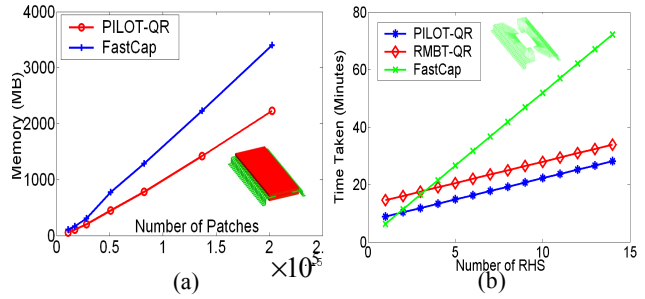 (a)
PILOT-QR
FastCap
Memory (MB)
4000
3000
2000
1000
0
0
0.5
1
1.5
2
2.
Number of Patches
×10⁵
(a)
(b)
PILOT-QR
RMBT-QR
FastCap
Time Taken (Minutes)
80
60
40
20
0
0
5
10
15
Number of RHS
(b)